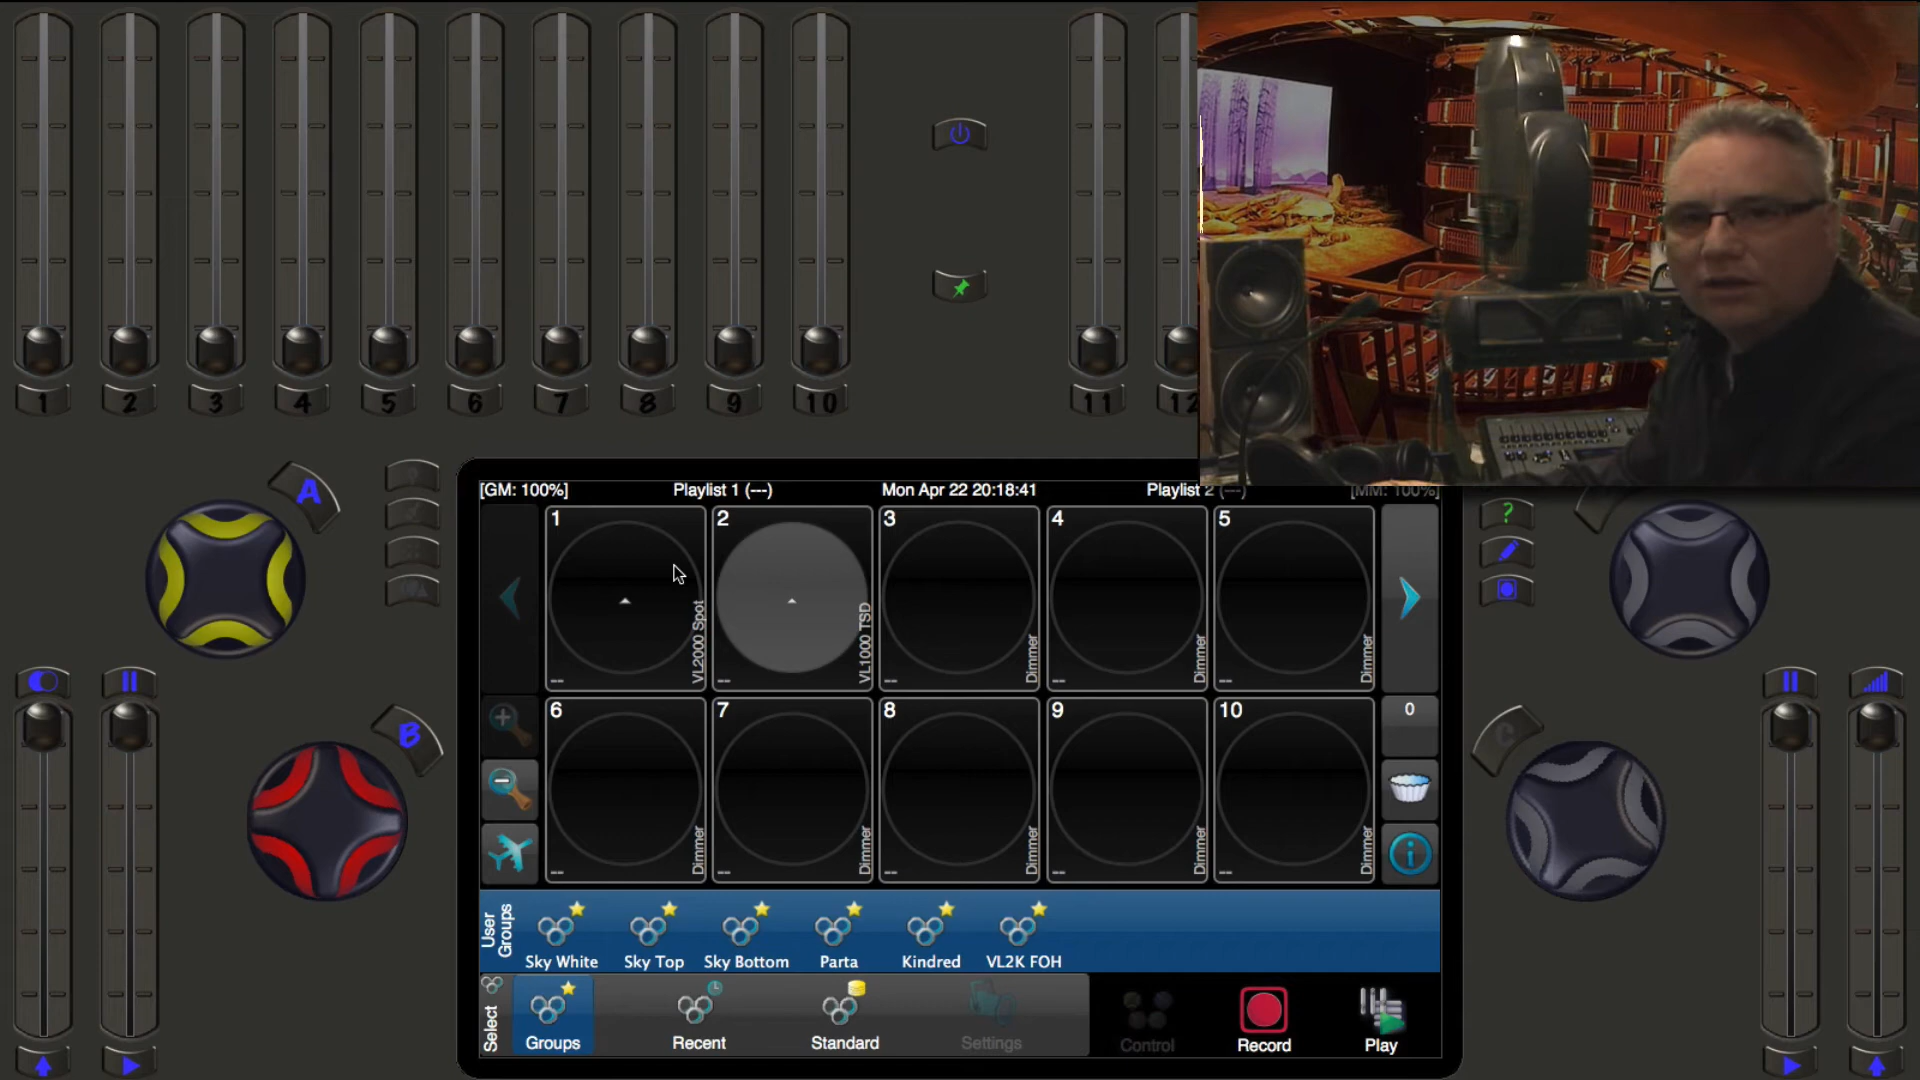 1 2 3 4 5 6 7 8 9 10 11 12
A
B
C
?
[GM: 100%] Playlist 1 (---) Mon Apr 22 20:18:41 Playlist 2 (---) [MM: 100%]
1 2 3 4 5
VL2000 Spot VL1000 TSD Dimmer Dimmer Dimmer
-- -- -- -- --
6 7 8 9 10 0
Dimmer Dimmer Dimmer Dimmer Dimmer
-- -- -- -- --
User Groups
Sky White Sky Top Sky Bottom Parta Kindred VL2K FOH
Select
Groups Recent Standard Settings Control Record Play